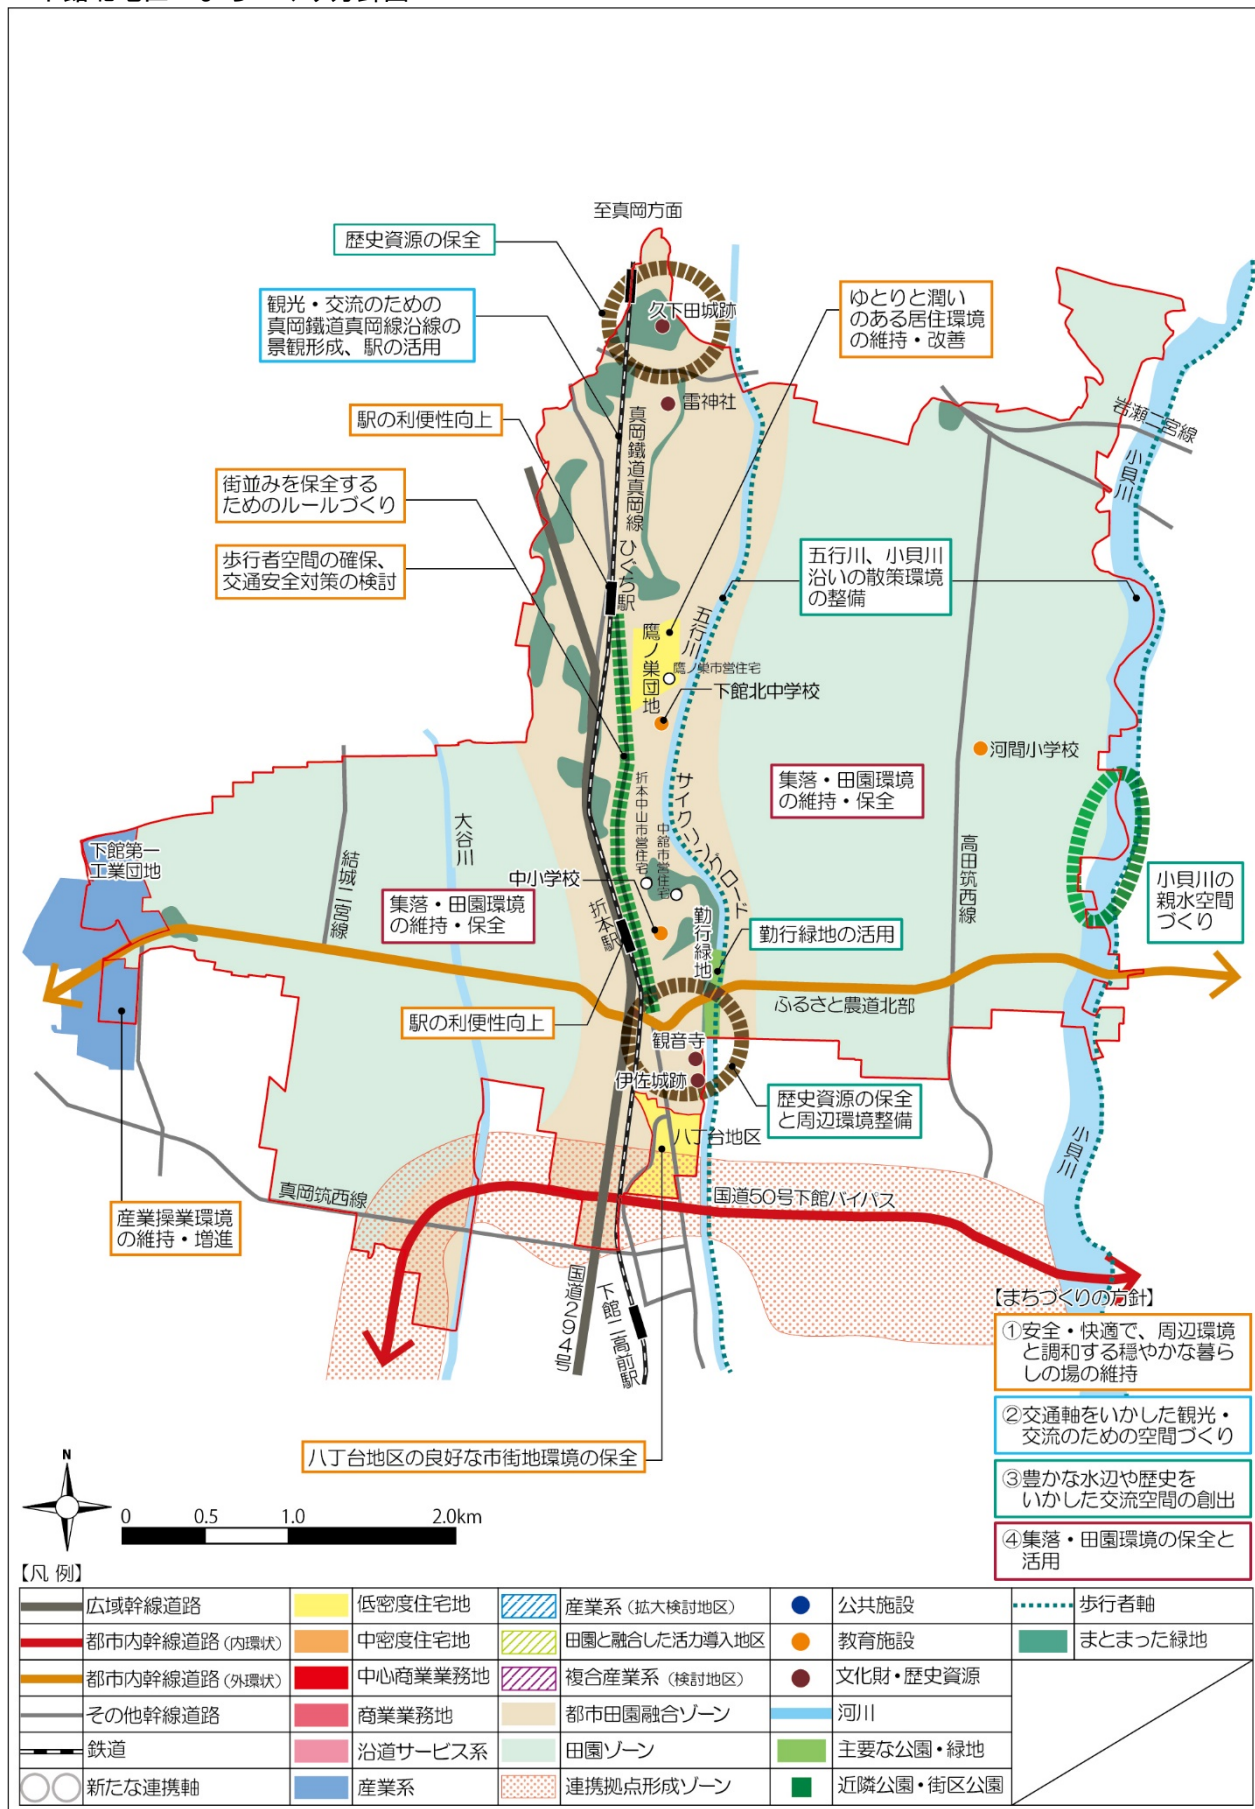 至真岡方面
歴史資源の保全
観光・交流のための
真岡鐵道真岡線沿線の
景観形成、駅の活用
ゆとりと潤い
のある居住環境
の維持・改善
久下田城跡
雷神社
駅の利便性向上
真岡鐵道真岡線
岩瀬二宮線
小貝川
街並みを保全する
ためのルールづくり
歩行者空間の確保、
交通安全対策の検討
ひぐち駅
五行川、小貝川
沿いの散策環境
の整備
五行川
鷹ノ巣団地
鷹ノ巣市営住宅
下館北中学校
河間小学校
集落・田園環境
の維持・保全
サイクリングロード
折本中山市営住宅
中舘市営住宅
大谷川
結城二宮線
高田筑西線
下館第一
工業団地
中小学校
集落・田園環境
の維持・保全
折本駅
勤行緑地
勤行緑地の活用
小貝川の
親水空間
づくり
駅の利便性向上
ふるさと農道北部
観音寺
伊佐城跡
歴史資源の保全
と周辺環境整備
八丁台地区
小貝川
真岡筑西線
国道50号下館バイパス
産業操業環境
の維持・増進
国道294号
下館二高前駅
八丁台地区の良好な市街地環境の保全
【まちづくりの方針】
①安全・快適で、周辺環境
と調和する穏やかな暮ら
しの場の維持
②交通軸をいかした観光・
交流のための空間づくり
③豊かな水辺や歴史を
いかした交流空間の創出
④集落・田園環境の保全と
活用
N
0 0.5 1.0 2.0km
【凡 例】
広域幹線道路
都市内幹線道路（内環状）
都市内幹線道路（外環状）
その他幹線道路
鉄道
新たな連携軸
低密度住宅地
中密度住宅地
中心商業業務地
商業業務地
沿道サービス系
産業系
産業系（拡大検討地区）
田園と融合した活力導入地区
複合産業系（検討地区）
都市田園融合ゾーン
田園ゾーン
連携拠点形成ゾーン
公共施設
教育施設
文化財・歴史資源
河川
主要な公園・緑地
近隣公園・街区公園
歩行者軸
まとまった緑地